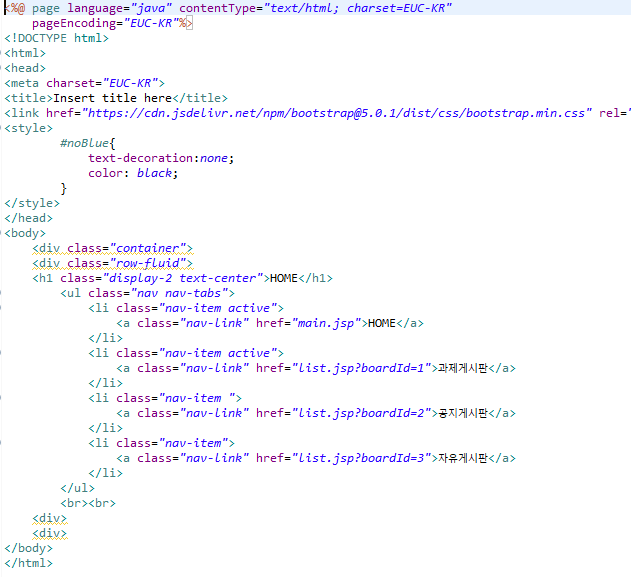 <%@ page language="java" contentType="text/html; charset=EUC-KR"
    pageEncoding="EUC-KR"%>
<!DOCTYPE html>
<html>
<head>
<meta charset="EUC-KR">
<title>Insert title here</title>
<link href="https://cdn.jsdelivr.net/npm/bootstrap@5.0.1/dist/css/bootstrap.min.css" rel="
<style>
        #noBlue{
            text-decoration:none;
            color: black;
        }
</style>
</head>
<body>
    <div class="container">
    <div class="row-fluid">
    <h1 class="display-2 text-center">HOME</h1>
        <ul class="nav nav-tabs">
            <li class="nav-item active">
                <a class="nav-link" href="main.jsp">HOME</a>
            </li>
            <li class="nav-item active">
                <a class="nav-link" href="list.jsp?boardId=1">과제게시판</a>
            </li>
            <li class="nav-item ">
                <a class="nav-link" href="list.jsp?boardId=2">공지게시판</a>
            </li>
            <li class="nav-item">
                <a class="nav-link" href="list.jsp?boardId=3">자유게시판</a>
            </li>
        </ul>
        <br><br>
    <div>
    <div>
</body>
</html>